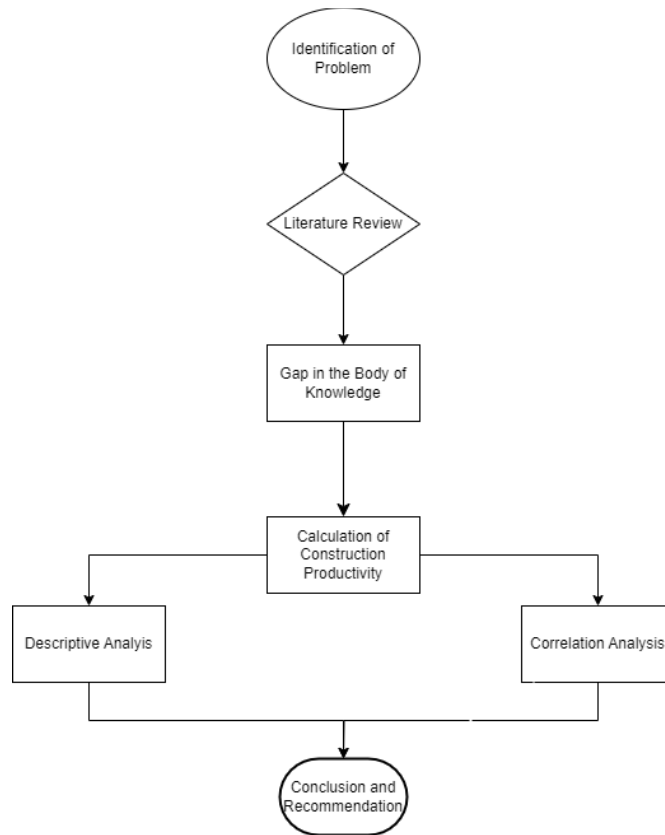 Identification of
Problem
Literature Review
Gap in the Body of
Knowledge
Calculation of
Construction
Productivity
Descriptive Analyis
Correlation Analysis
Conclusion and
Recommendation